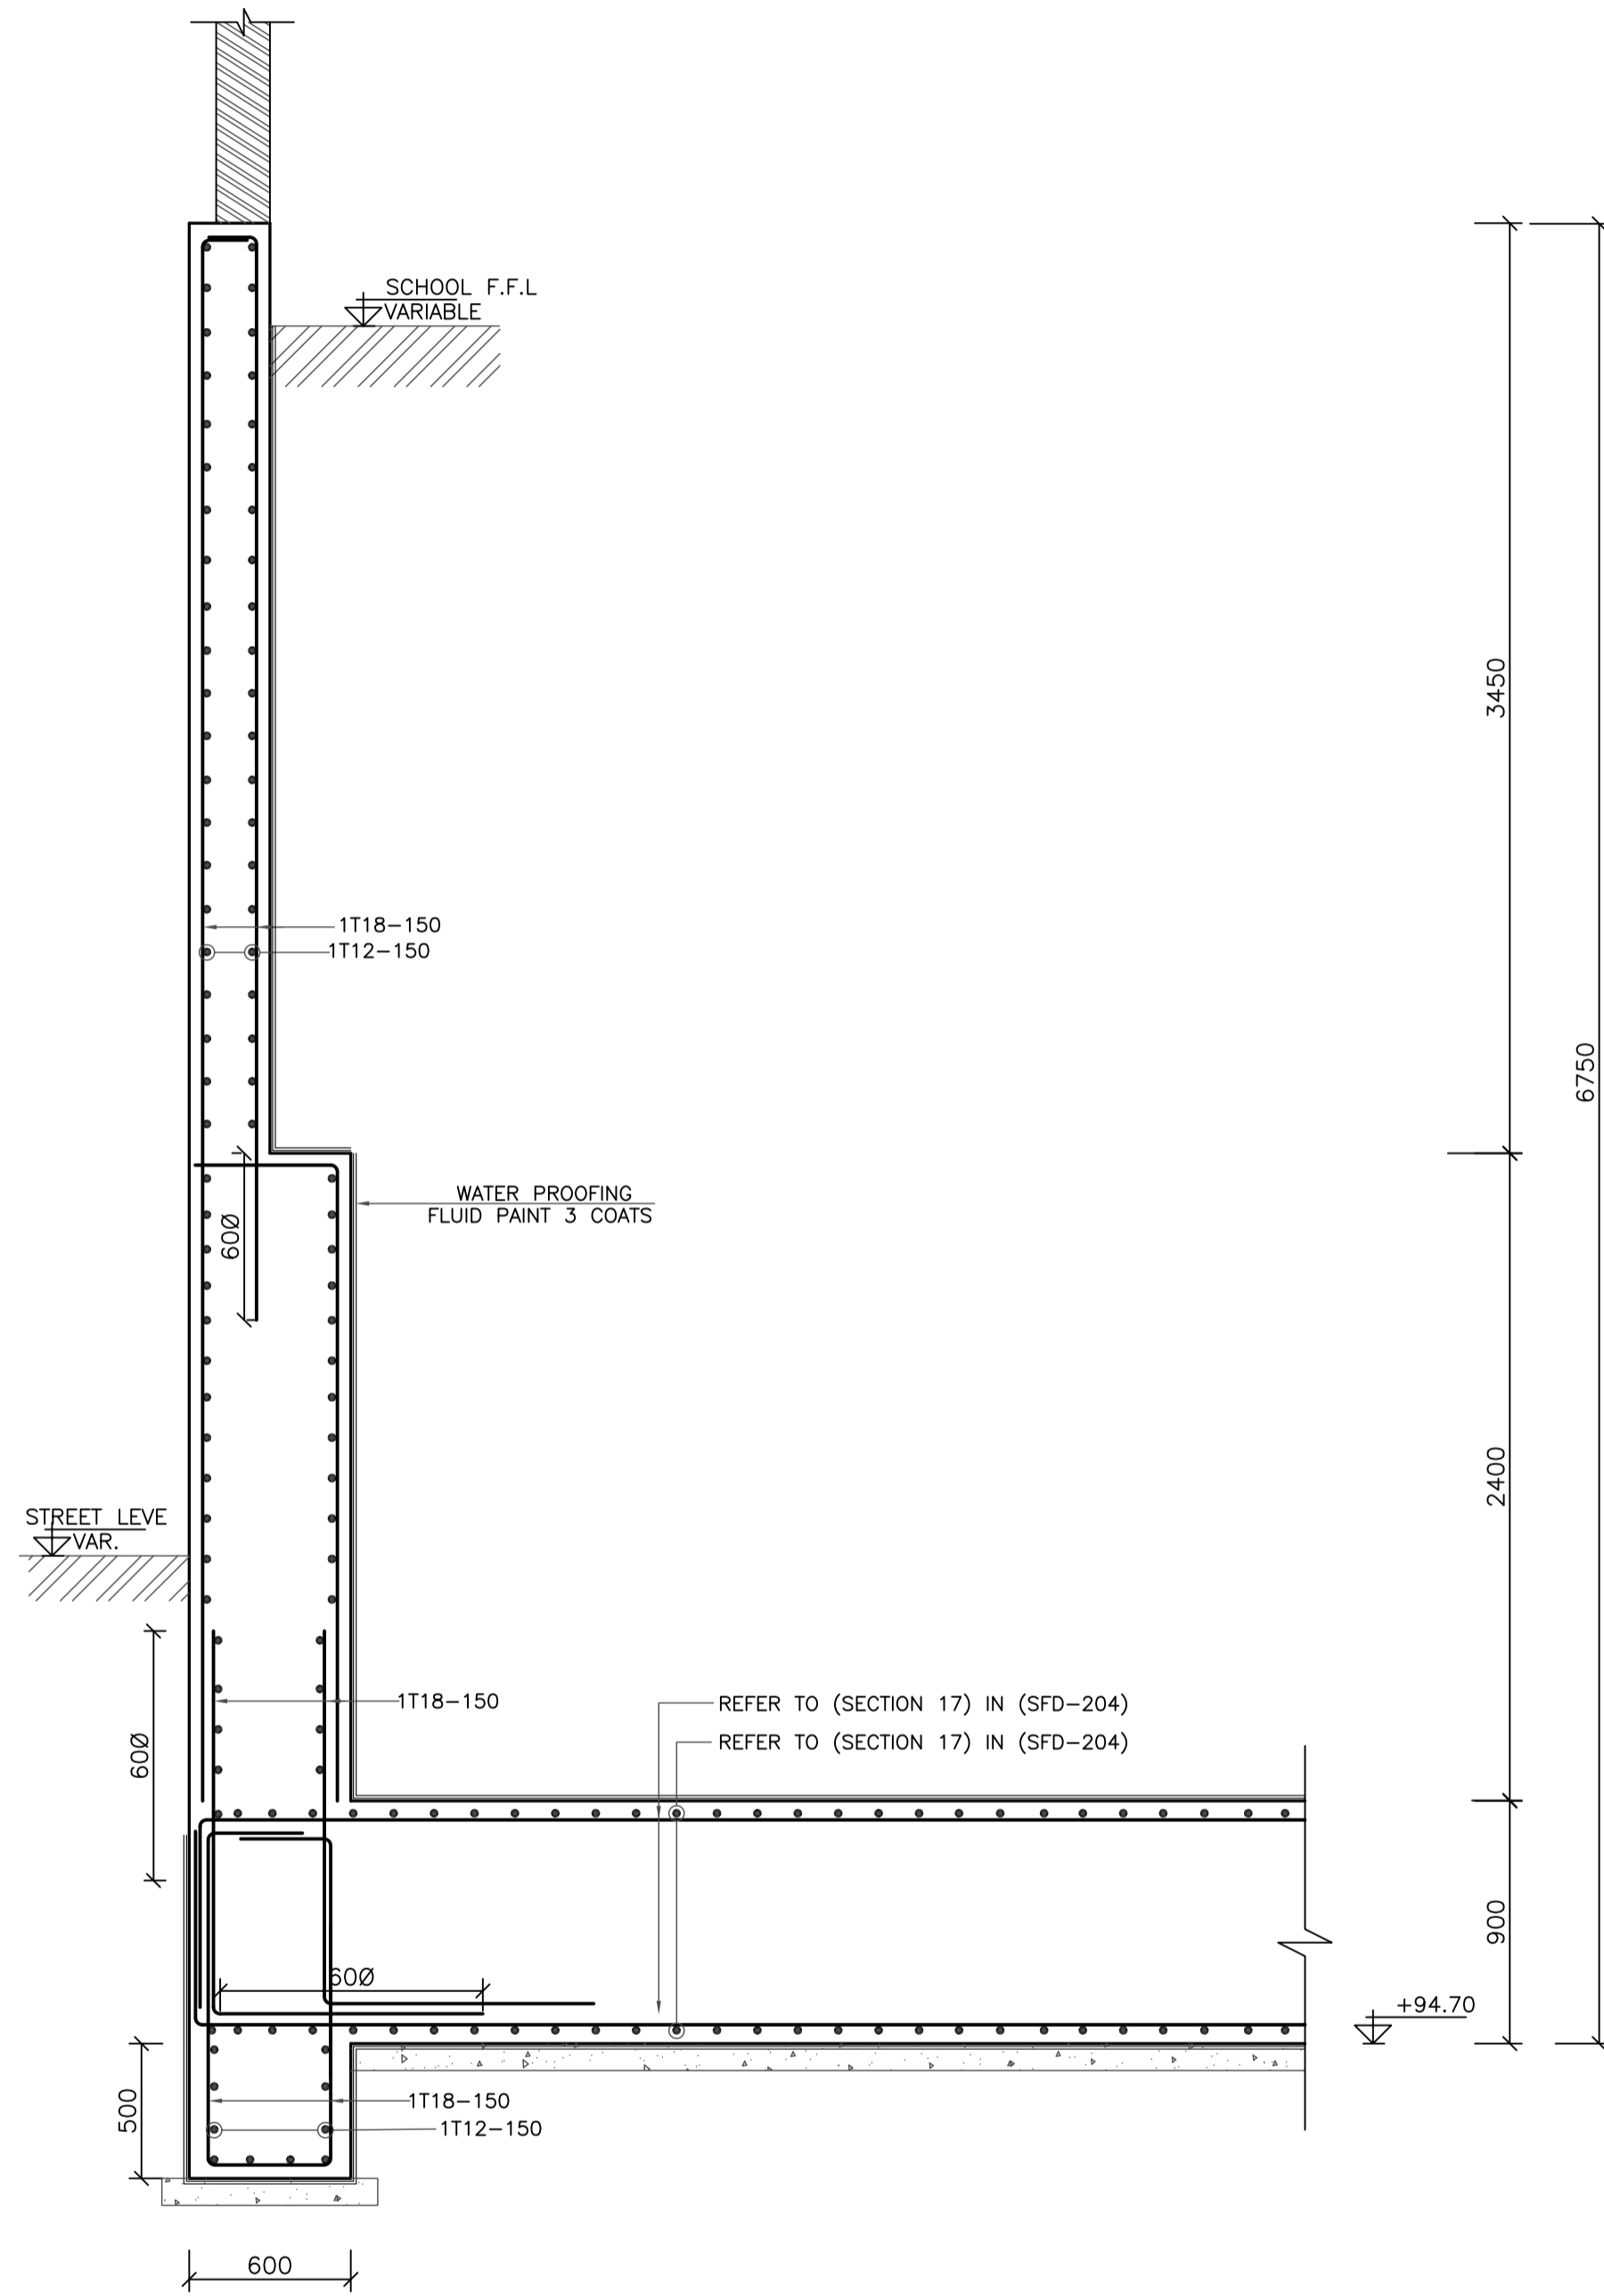 SCHOOL F.F.L
VARIABLE
3450
6750
1T18-150
1T12-150
WATER PROOFING
FLUID PAINT 3 COATS
60Ø
2400
STREET LEVE
VAR.
60Ø
1T18-150
REFER TO (SECTION 17) IN (SFD-204)
REFER TO (SECTION 17) IN (SFD-204)
900
60Ø
+94.70
500
1T18-150
1T12-150
600